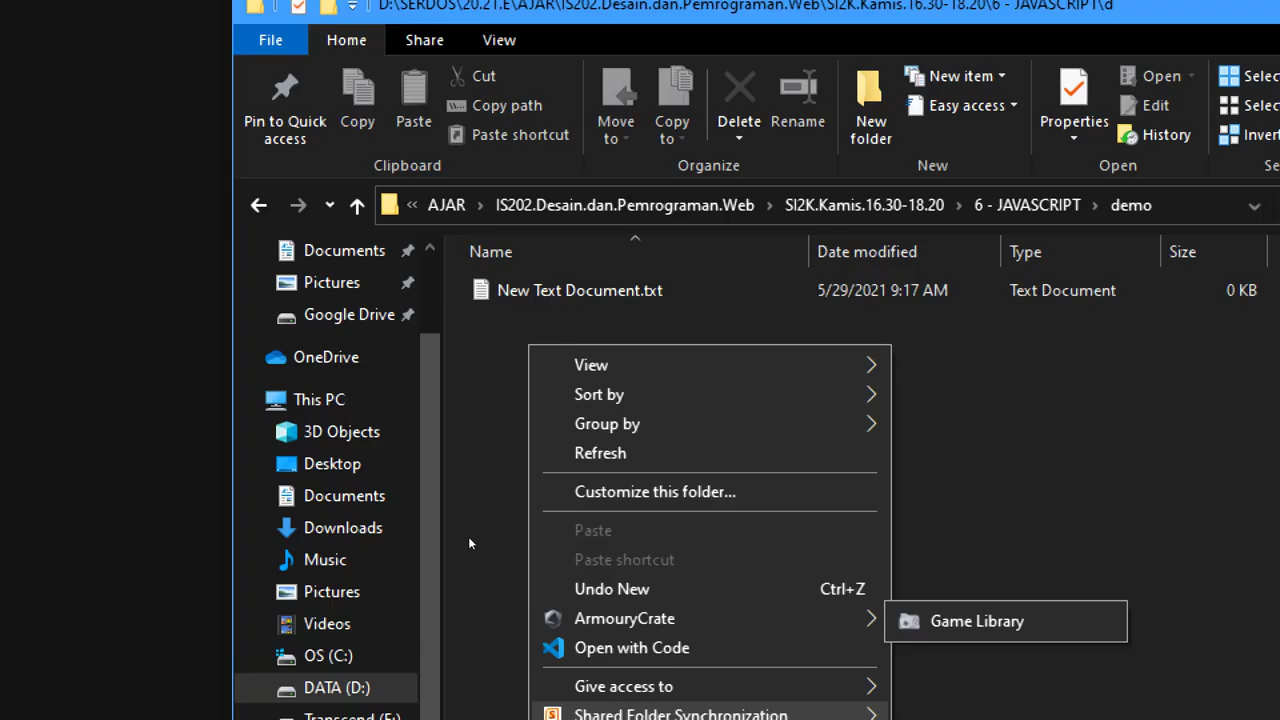 D:\SERDOS\20.21.E\AJAR\IS202.Desain.dan.Pemrograman.Web\SI2K.Kamis.16.30-18.20\6 - JAVASCRIPT\d
File Home Share View
Pin to Quick access
Copy
Paste
Cut
Copy path
Paste shortcut
Clipboard
Move to
Copy to
Delete
Rename
Organize
New folder
New item
Easy access
New
Properties
Open
Edit
History
Open
Selec
Selec
Invert
Se
« AJAR > IS202.Desain.dan.Pemrograman.Web > SI2K.Kamis.16.30-18.20 > 6 - JAVASCRIPT > demo
Name Date modified Type Size
New Text Document.txt 5/29/2021 9:17 AM Text Document 0 KB
Documents
Pictures
Google Drive
OneDrive
This PC
3D Objects
Desktop
Documents
Downloads
Music
Pictures
Videos
OS (C:)
DATA (D:)
Transcend (E:)
View
Sort by
Group by
Refresh
Customize this folder...
Paste
Paste shortcut
Undo New Ctrl+Z
ArmouryCrate
Open with Code
Give access to
Shared Folder Synchronization
Game Library